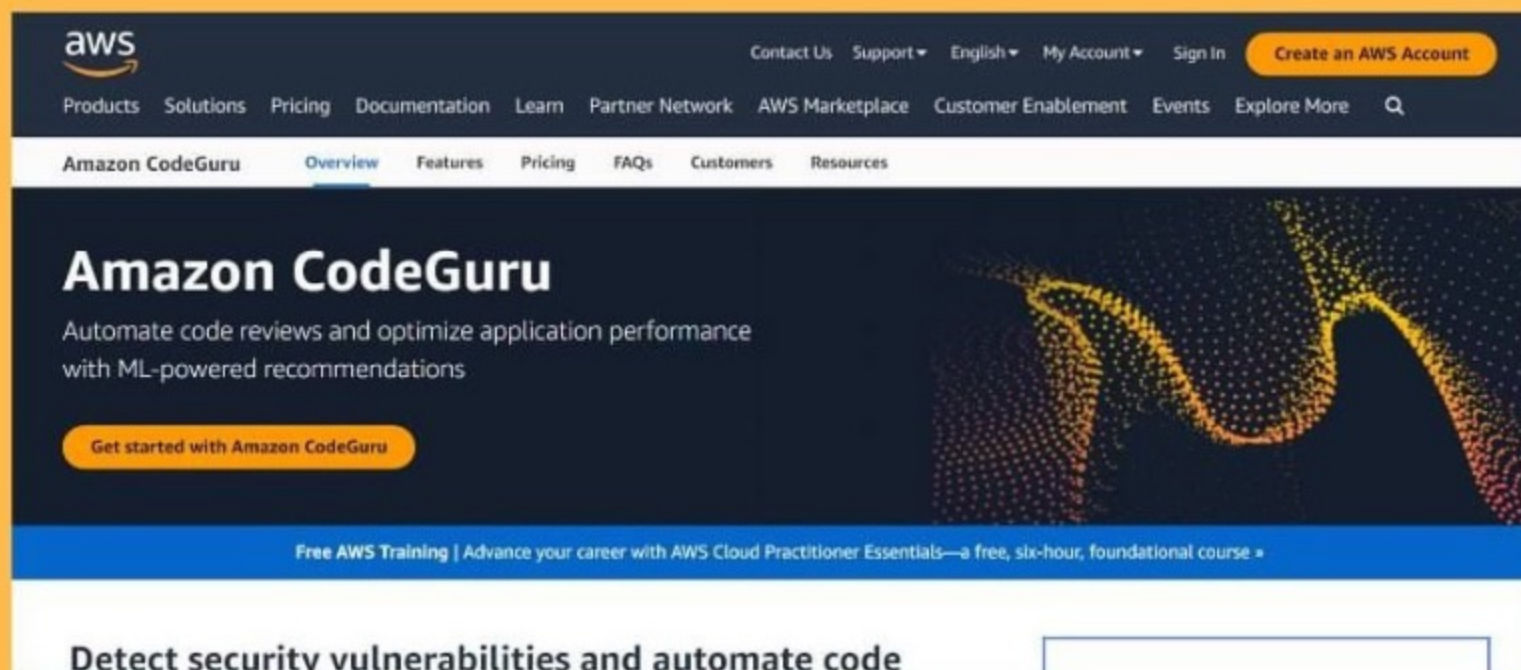 aws
Contact Us Support English My Account Sign In Create an AWS Account
Products Solutions Pricing Documentation Learn Partner Network AWS Marketplace Customer Enablement Events Explore More
Amazon CodeGuru Overview Features Pricing FAQs Customers Resources
Amazon CodeGuru
Automate code reviews and optimize application performance
with ML-powered recommendations
Get started with Amazon CodeGuru
Free AWS Training | Advance your career with AWS Cloud Practitioner Essentials—a free, six-hour, foundational course »
Detect security vulnerabilities and automate code